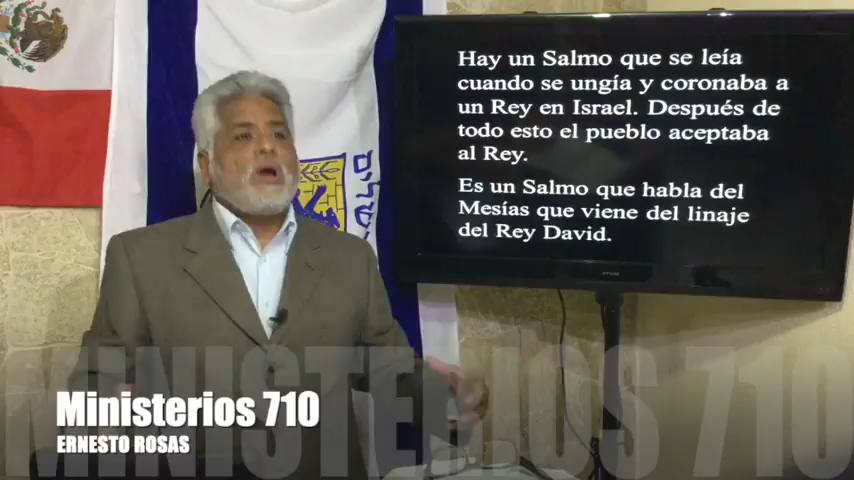 Hay un Salmo que se leía
cuando se ungía y coronaba a
un Rey en Israel. Después de
todo esto el pueblo aceptaba
al Rey.
Es un Salmo que habla del
Mesías que viene del linaje
del Rey David.
MINISTERIOS 710
Ministerios 710
ERNESTO ROSAS